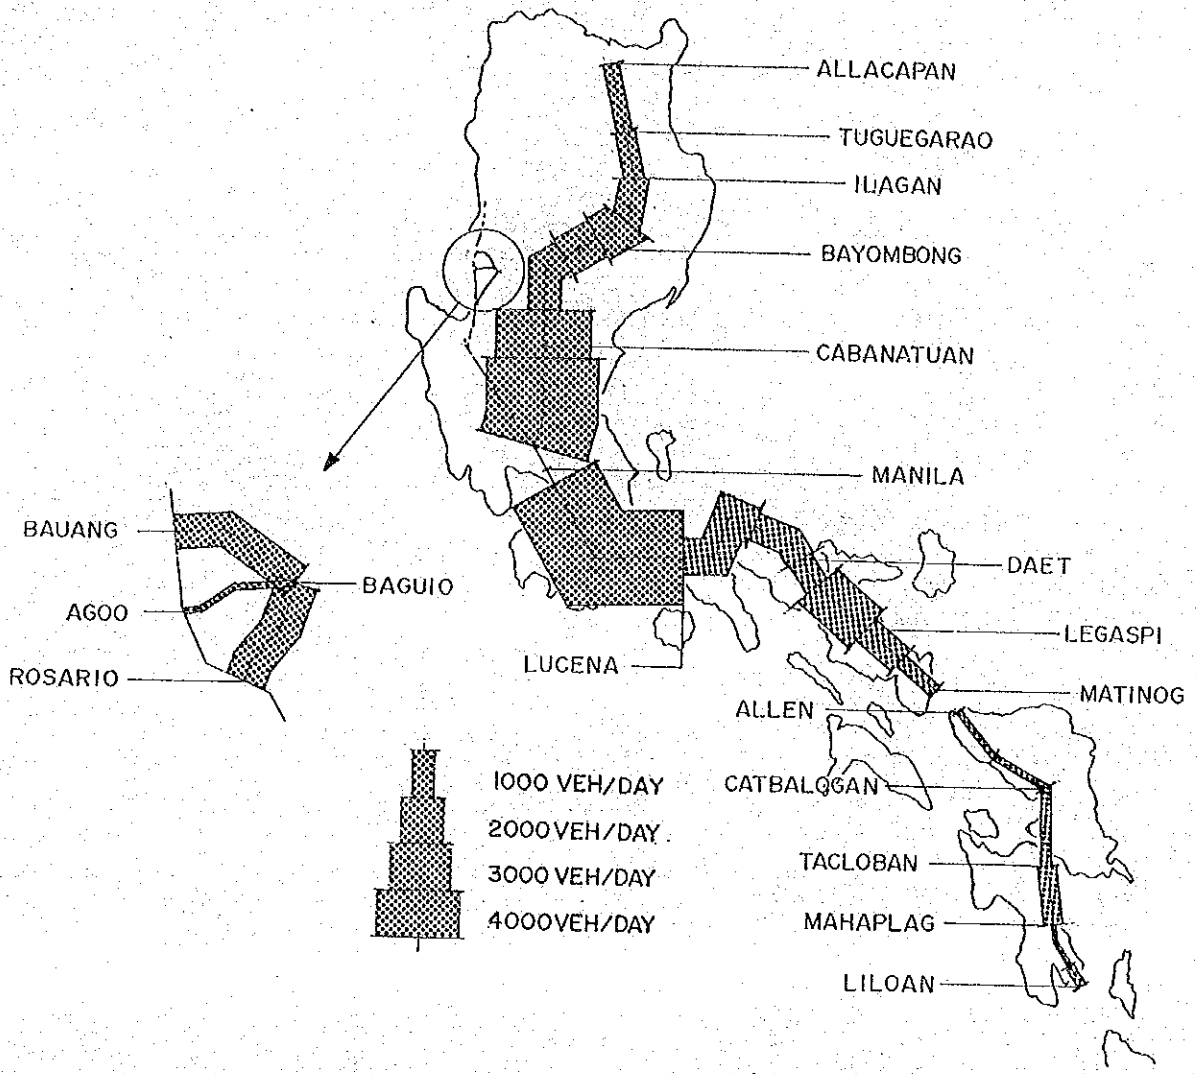 ALLACAPAN
TUGUEGARAO
ILAGAN
BAYOMBONG
CABANATUAN
MANILA
BAUANG
BAGUIO
AGOO
ROSARIO
DAET
LEGASPI
LUCENA
MATINOG
ALLEN
1000 VEH/DAY
CATBALOGAN
2000 VEH/DAY
TACLOBAN
3000 VEH/DAY
4000 VEH/DAY
MAHAPLAG
LILOAN